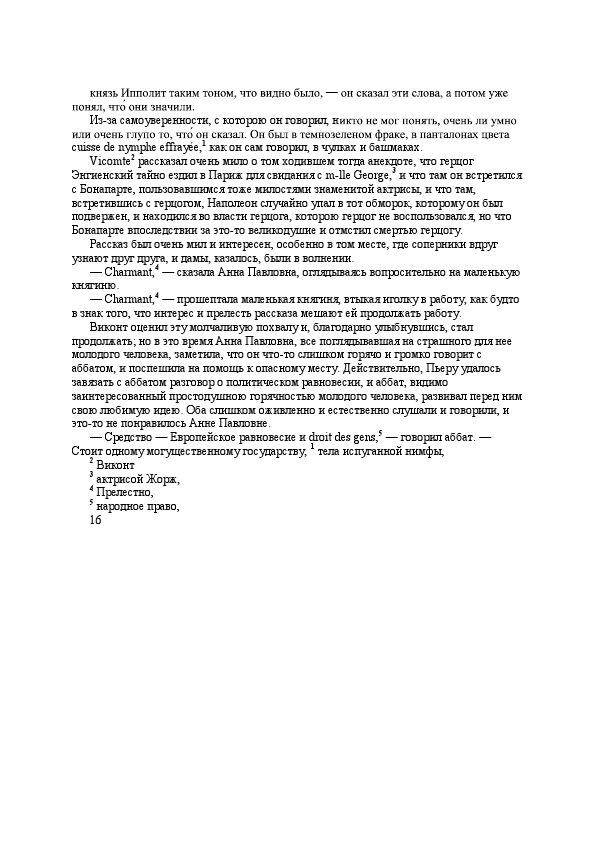 князь Ипполит таким тоном, что видно было, — он сказал эти слова, а потом уже
понял, что́ они значили.
Из-за самоуверенности, с которою он говорил, никто не мог понять, очень ли умно
или очень глупо то, что́ он сказал. Он был в темнозеленом фраке, в панталонах цвета
cuisse de nymphe effrayée,¹ как он сам говорил, в чулках и башмаках.
Vicomte² рассказал очень мило о том ходившем тогда анекдоте, что герцог
Энгиенский тайно ездил в Париж для свидания с m-lle George,³ и что там он встретился
с Бонапарте, пользовавшимся тоже милостями знаменитой актрисы, и что там,
встретившись с герцогом, Наполеон случайно упал в тот обморок, которому он был
подвержен, и находился во власти герцога, которою герцог не воспользовался, но что
Бонапарте впоследствии за это-то великодушие и отмстил смертью герцогу.
Рассказ был очень мил и интересен, особенно в том месте, где соперники вдруг
узнают друг друга, и дамы, казалось, были в волнении.
— Charmant,⁴ — сказала Анна Павловна, оглядываясь вопросительно на маленькую
княгиню.
— Charmant,⁴ — прошептала маленькая княгиня, втыкая иголку в работу, как будто
в знак того, что интерес и прелесть рассказа мешают ей продолжать работу.
Виконт оценил эту молчаливую похвалу и, благодарно улыбнувшись, стал
продолжать; но в это время Анна Павловна, все поглядывавшая на страшного для нее
молодого человека, заметила, что он что-то слишком горячо и громко говорит с
аббатом, и поспешила на помощь к опасному месту. Действительно, Пьеру удалось
завязать с аббатом разговор о политическом равновесии, и аббат, видимо
заинтересованный простодушною горячностью молодого человека, развивал перед ним
свою любимую идею. Оба слишком оживленно и естественно слушали и говорили, и
это-то не понравилось Анне Павловне.
— Средство — Европейское равновесие и droit des gens,⁵ — говорил аббат. —
Стоит одному могущественному государству, ¹ тела испуганной нимфы,
² Виконт
³ актрисой Жорж,
⁴ Прелестно,
⁵ народное право,
16